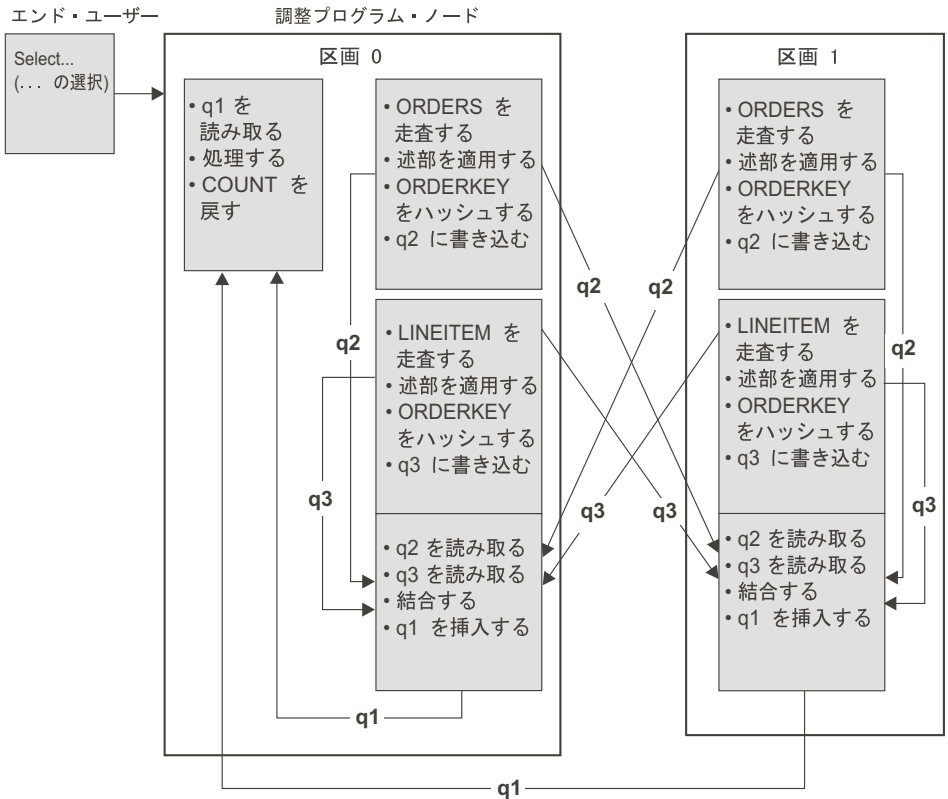 エンド・ユーザー
調整プログラム・ノード
Select...
(... の選択)
区画 0
• q1 を
読み取る
• 処理する
• COUNT を
戻す
• ORDERS を
走査する
• 述部を適用する
• ORDERKEY
をハッシュする
• q2 に書き込む
• LINEITEM を
走査する
• 述部を適用する
• ORDERKEY
をハッシュする
• q3 に書き込む
• q2 を読み取る
• q3 を読み取る
• 結合する
• q1 を挿入する
q2
q3
q1
q2
q2
q3
q3
区画 1
• ORDERS を
走査する
• 述部を適用する
• ORDERKEY
をハッシュする
• q2 に書き込む
• LINEITEM を
走査する
• 述部を適用する
• ORDERKEY
をハッシュする
• q3 に書き込む
• q2 を読み取る
• q3 を読み取る
• 結合する
• q1 を挿入する
q2
q3
q1